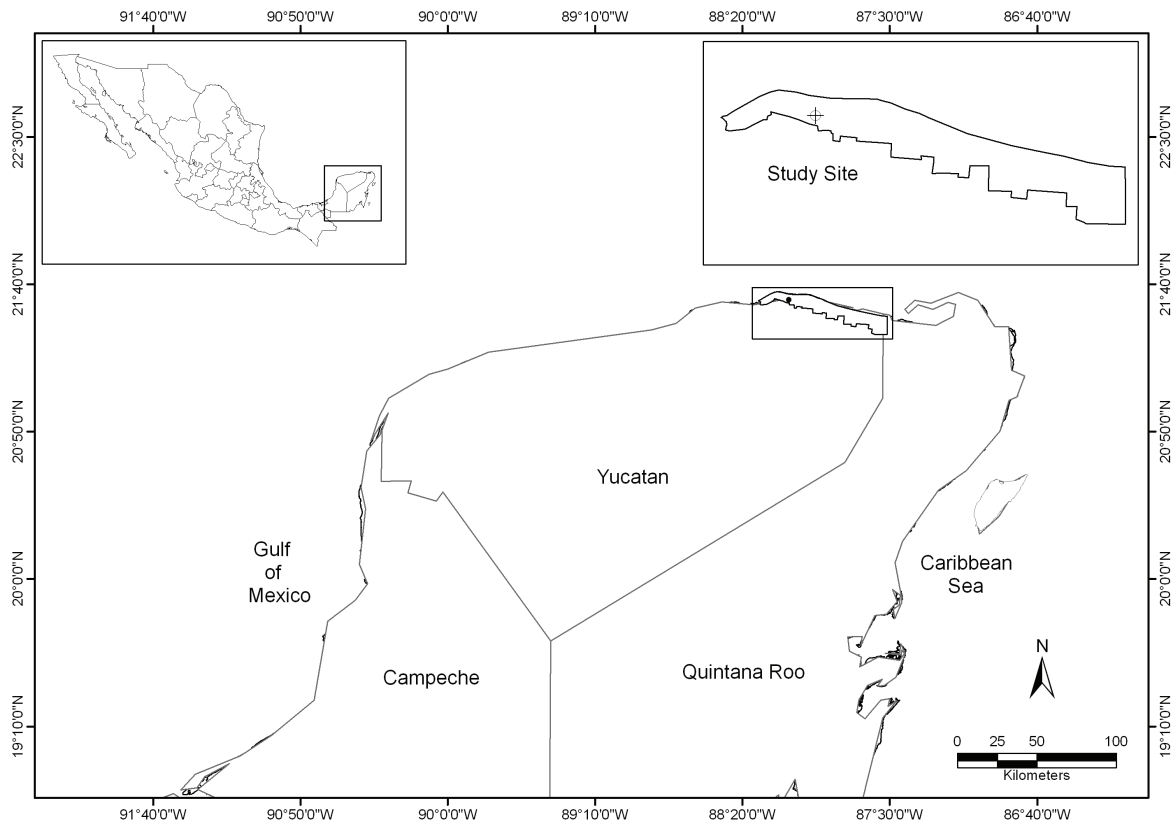 91°40'0"W 90°50'0"W 90°0'0"W 89°10'0"W 88°20'0"W 87°30'0"W 86°40'0"W
22°30'0"N
22°30'0"N
Study Site
21°40'0"N
21°40'0"N
20°50'0"N
20°50'0"N
Yucatan
Gulf
of
Mexico
Caribbean
Sea
20°0'0"N
20°0'0"N
Campeche
Quintana Roo
N
19°10'0"N
19°10'0"N
0 25 50 100
Kilometers
91°40'0"W 90°50'0"W 90°0'0"W 89°10'0"W 88°20'0"W 87°30'0"W 86°40'0"W